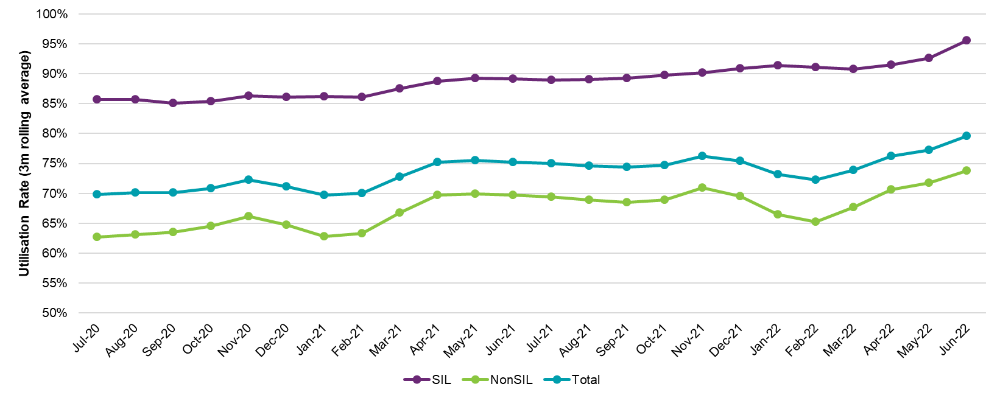 Utilisation Rate (3m rolling average)
100%
95%
90%
85%
80%
75%
70%
65%
60%
55%
50%
Jul-20
Aug-20
Sep-20
Oct-20
Nov-20
Dec-20
Jan-21
Feb-21
Mar-21
Apr-21
May-21
Jun-21
Jul-21
Aug-21
Sep-21
Oct-21
Nov-21
Dec-21
Jan-22
Feb-22
Mar-22
Apr-22
May-22
Jun-22
SIL NonSIL Total